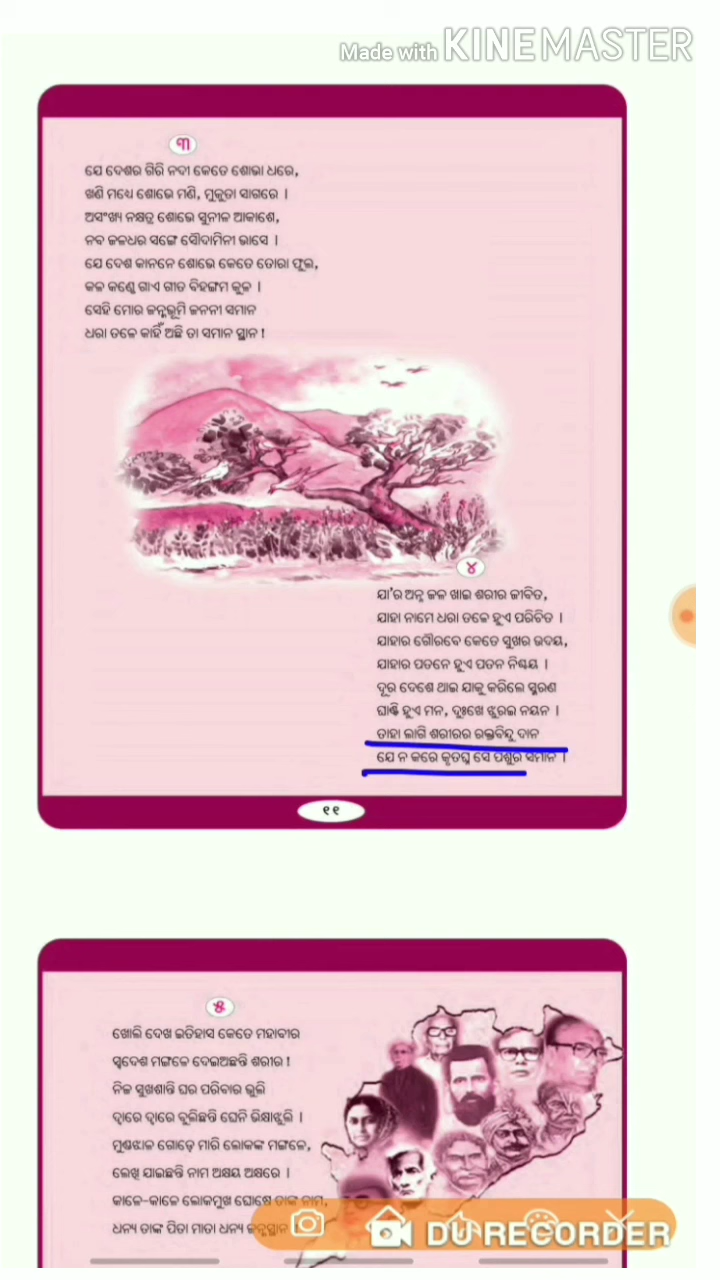 Made with KINEMASTER
୩
ଯେ ଦେଶର ଗିରି ନଦୀ କେତେ ଶୋଭା ଧରେ,
ଖଣି ମଧ୍ୟେ ଶୋଭେ ମଣି, ମୁକୁତା ସାଗରେ ।
ଅସଂଖ୍ୟ ନକ୍ଷତ୍ର ଶୋଭେ ସୁନୀଳ ଆକାଶେ,
ନବ ଜଳଧର ସଙ୍ଗେ ସୌଦାମିନୀ ଭାସେ ।
ଯେ ଦେଶ କାନନେ ଶୋଭେ କେତେ ତୋରା ଫୁଲ,
କଳ କଣ୍ଠେ ଗାଏ ଗୀତ ବିହଙ୍ଗମ କୁଳ ।
ସେହି ମୋର ଜନ୍ମଭୂମି ଜନନୀ ସମାନ
ଧରା ତଳେ କାହିଁ ଅଛି ତା ସମାନ ସ୍ଥାନ !
୪
ଯା'ର ଅନ୍ନ ଜଳ ଖାଇ ଶରୀର ଜୀବିତ,
ଯାହା ନାମେ ଧରା ତଳେ ହୁଏ ପରିଚିତ ।
ଯାହାର ଗୌରବେ କେତେ ସୁଖର ଉଦୟ,
ଯାହାର ପତନେ ହୁଏ ପତନ ନିଶ୍ଚୟ ।
ଦୂର ଦେଶେ ଥାଇ ଯାକୁ କରିଲେ ସ୍ମରଣ
ଘାଣ୍ଟି ହୁଏ ମନ, ଦୁଃଖେ ଝୁରଇ ନୟନ ।
ତାହା ଲାଗି ଶରୀରର ରକ୍ତବିନ୍ଦୁ ଦାନ
ଯେ ନ କରେ କୃତଘ୍ନ ସେ ପଶୁର ସମାନ ।
୧୧
୫
ଖୋଲି ଦେଖ ଇତିହାସ କେତେ ମହାବୀର
ସ୍ୱଦେଶ ମଙ୍ଗଳେ ଦେଇଅଛନ୍ତି ଶରୀର !
ନିଜ ସୁଖଶାନ୍ତି ଘର ପରିବାର ଭୁଲି
ଦ୍ୱାରେ ଦ୍ୱାରେ ବୁଲିଛନ୍ତି ଘେନି ଭିକ୍ଷାଝୁଲି ।
ମୁଣ୍ଡଝାଳ ଗୋଡ଼େ ମାରି ଲୋକଙ୍କ ମଙ୍ଗଳେ,
ଲେଖି ଯାଇଛନ୍ତି ନାମ ଅକ୍ଷୟ ଅକ୍ଷରେ ।
କାଳେ-କାଳେ ଲୋକମୁଖ ଘୋଷେ ତାଙ୍କ ନାମ,
ଧନ୍ୟ ତାଙ୍କ ପିତା ମାତା ଧନ୍ୟ ଜନ୍ମସ୍ଥାନ
DU RECORDER